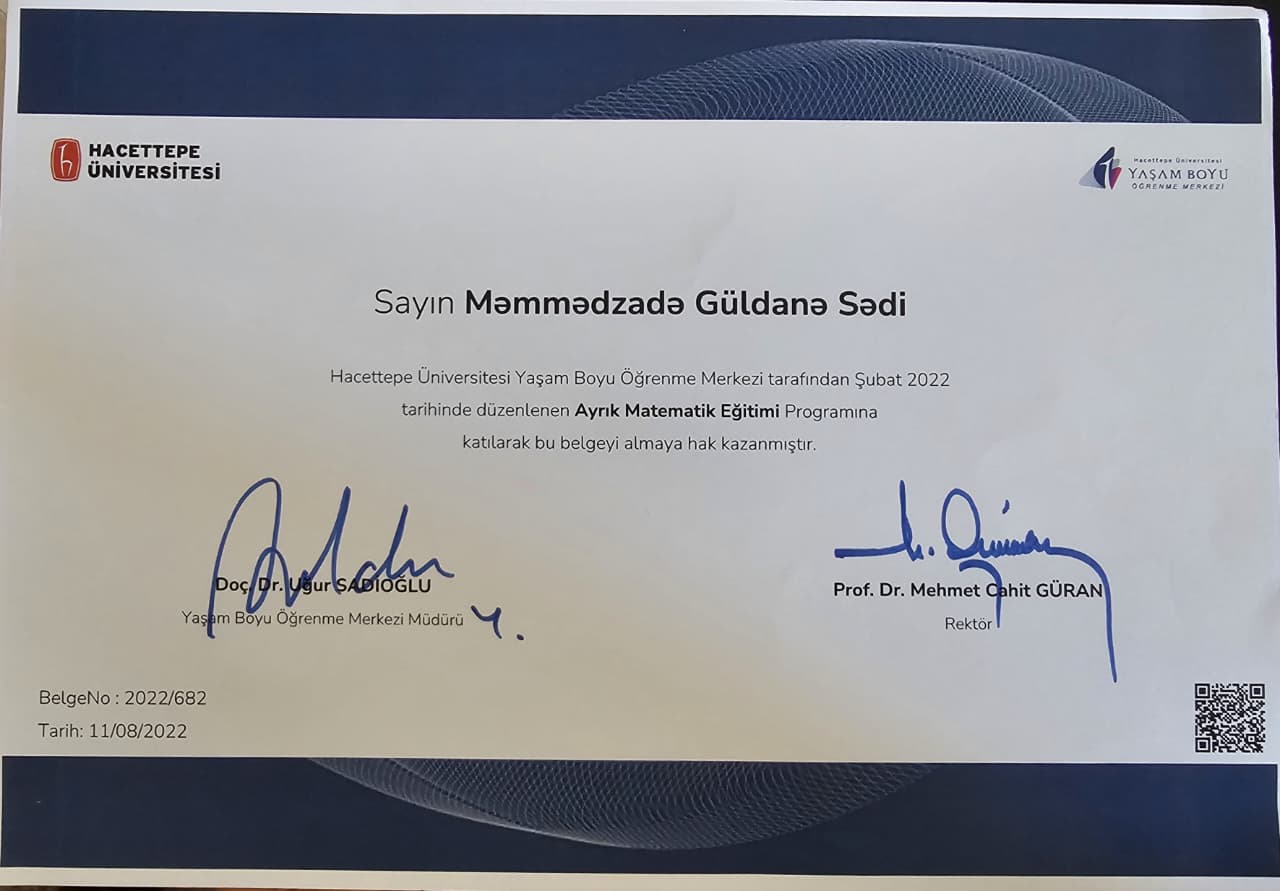 HACETTEPE
ÜNİVERSİTESİ
Hacettepe Üniversitesi
YAŞAM BOYU
ÖĞRENME MERKEZİ
Sayın Məmmədzadə Güldanə Sədi
Hacettepe Üniversitesi Yaşam Boyu Öğrenme Merkezi tarafından Şubat 2022
tarihinde düzenlenen Ayrık Matematik Eğitimi Programına
katılarak bu belgeyi almaya hak kazanmıştır.
Doç. Dr. Uğur SADIOĞLU
Yaşam Boyu Öğrenme Merkezi Müdürü
Prof. Dr. Mehmet Cahit GÜRAN
Rektör
BelgeNo : 2022/682
Tarih: 11/08/2022